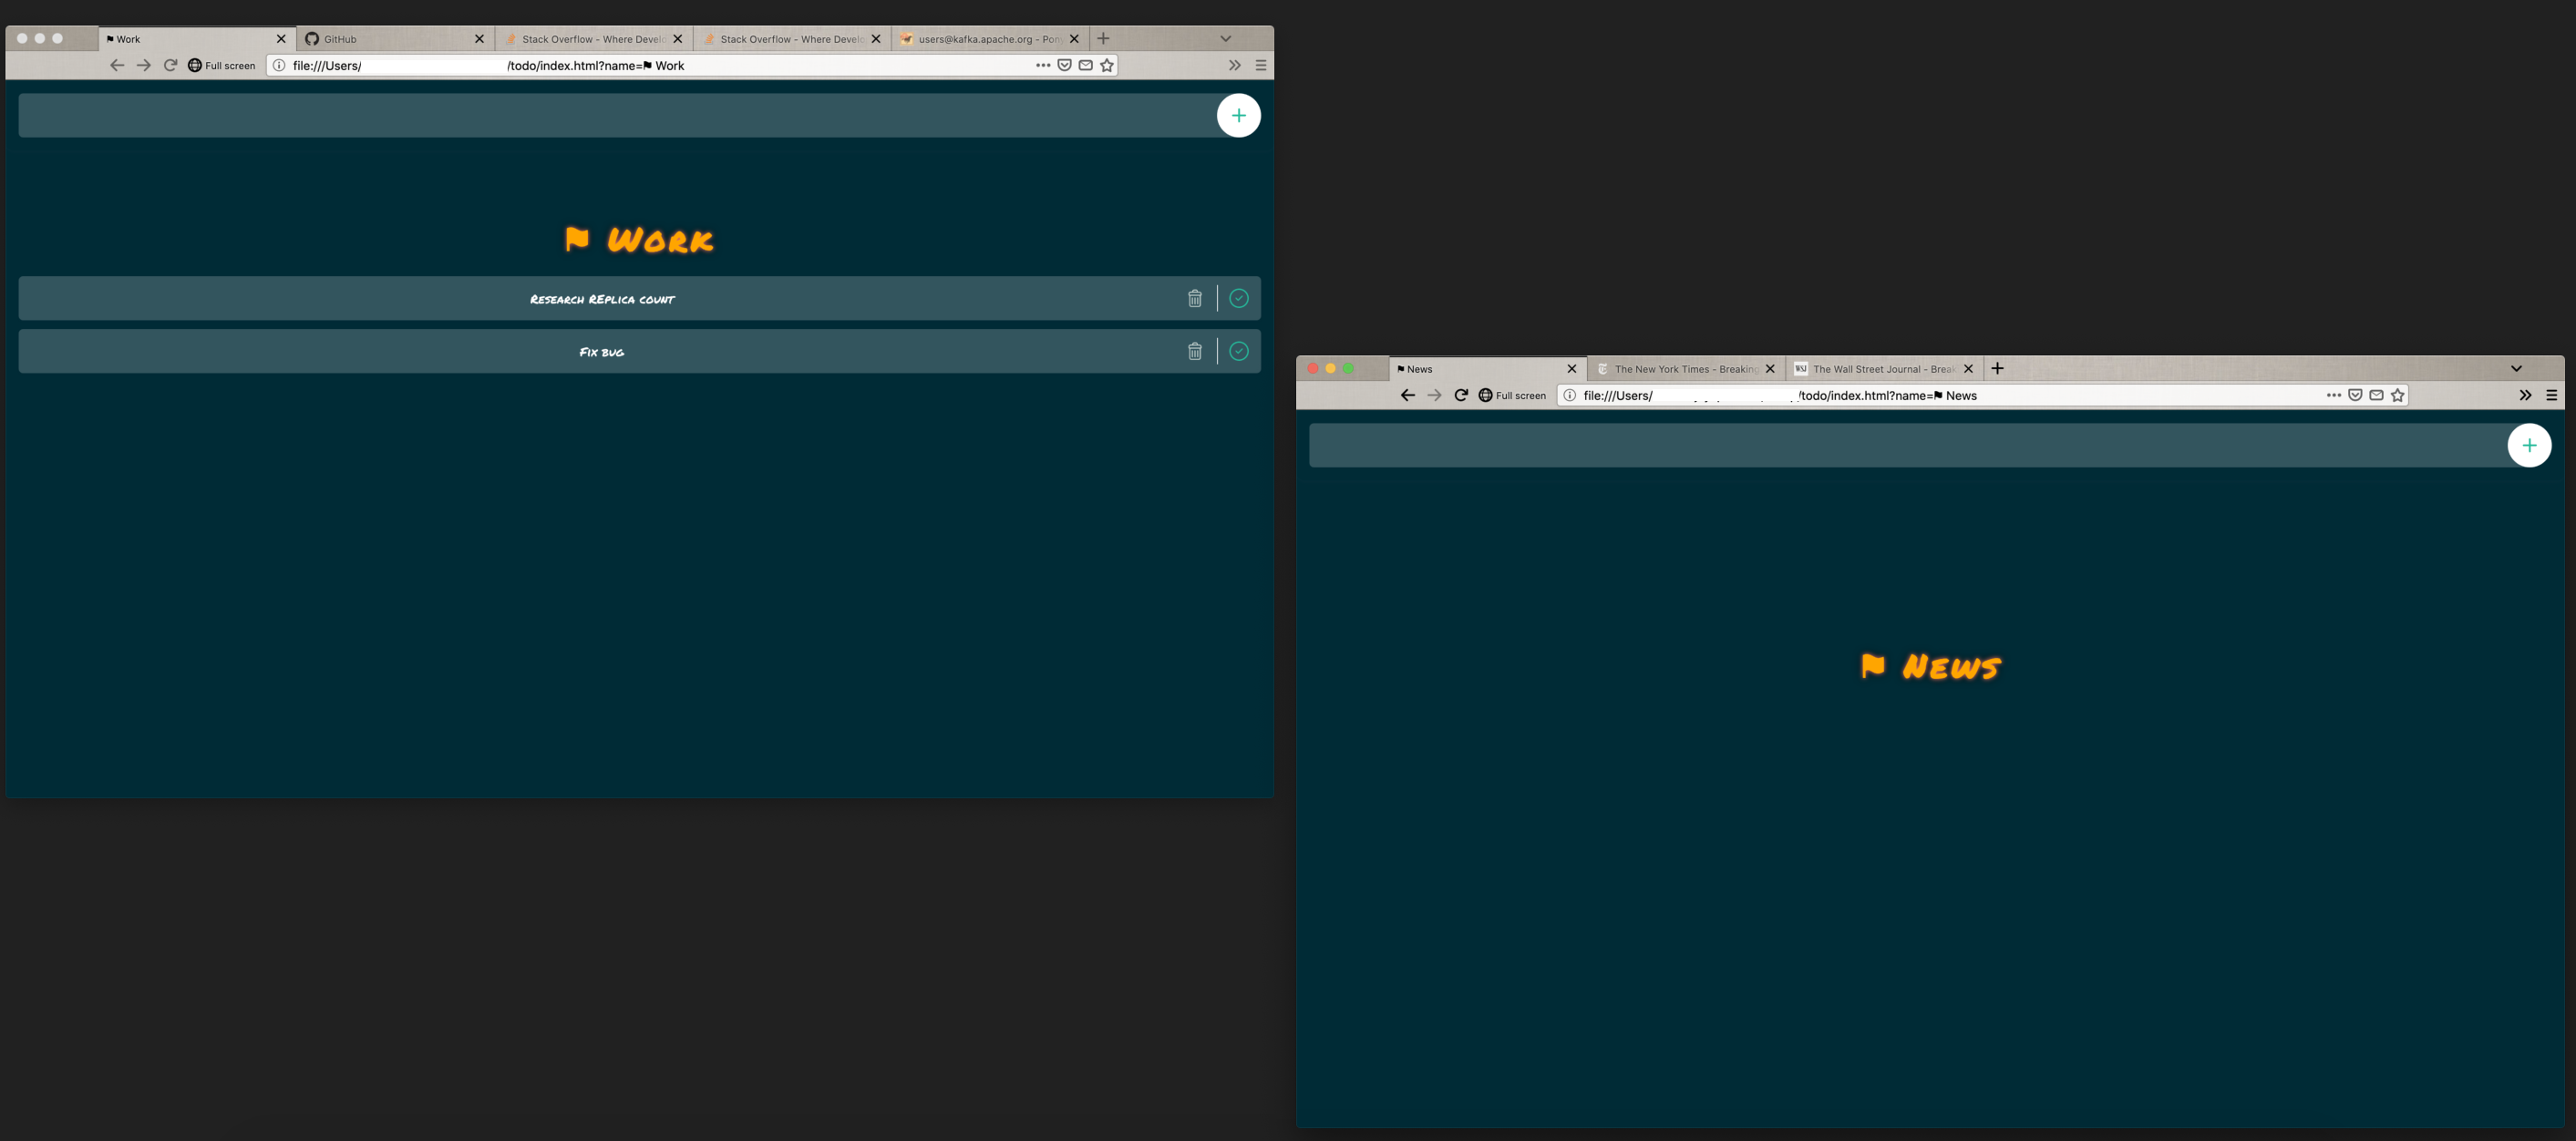 ⚑ Work
GitHub
Stack Overflow - Where Develo
Stack Overflow - Where Develo
users@kafka.apache.org - Pon
Full screen
file:///Users/ /todo/index.html?name=⚑ Work
⚑ Work
Research REplica count
Fix bug
⚑ News
The New York Times - Breaking
The Wall Street Journal - Break
WSJ
Full screen
file:///Users/ /todo/index.html?name=⚑ News
⚑ News